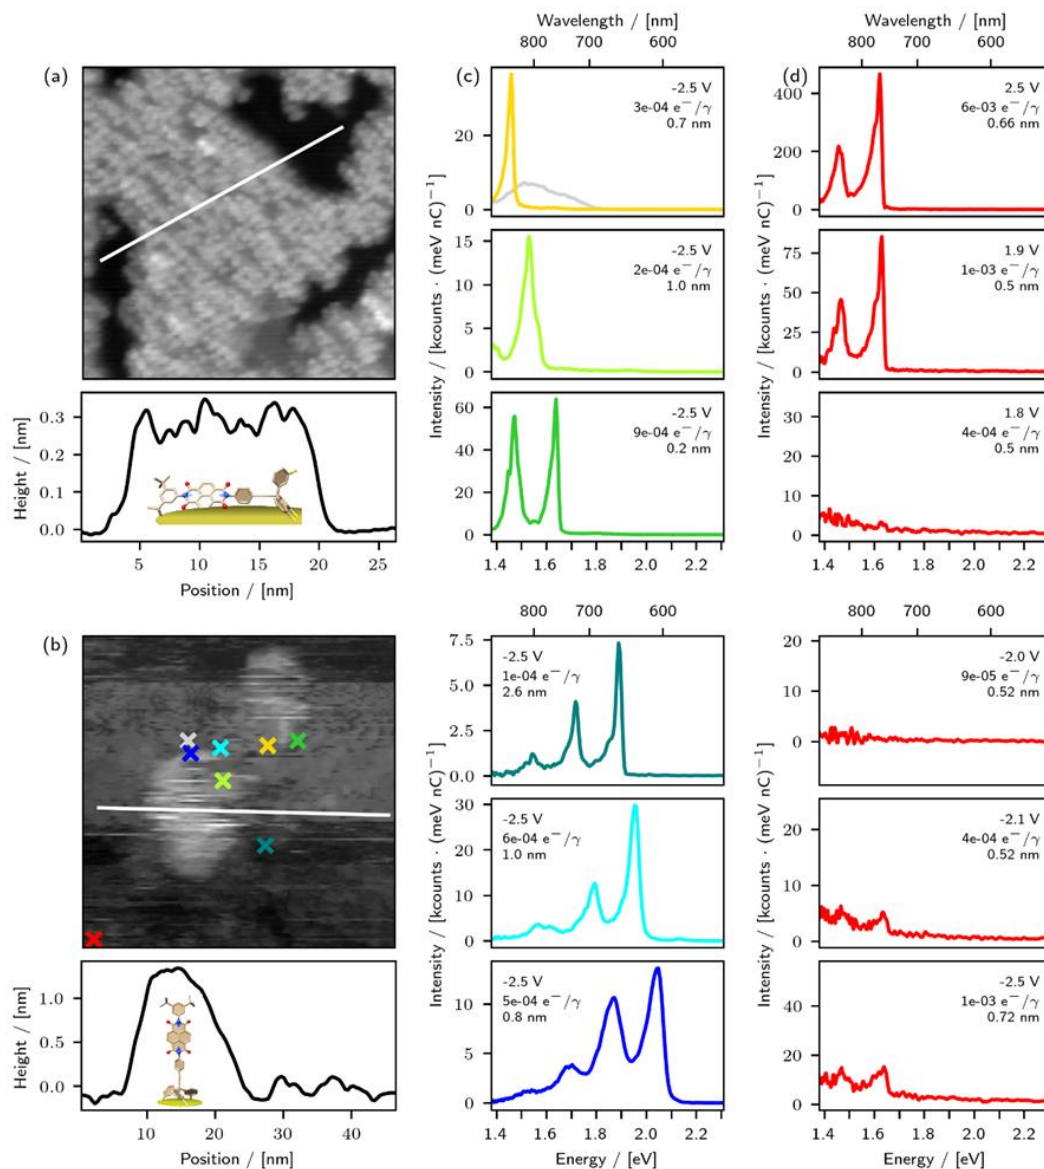 Wavelength / [nm]
800 700 600
Wavelength / [nm]
800 700 600
(a)
(c)
-2.5 V
3e-04 e⁻/γ
0.7 nm
20
0
(d)
2.5 V
6e-03 e⁻/γ
0.66 nm
400
200
0
-2.5 V
2e-04 e⁻/γ
1.0 nm
15
10
5
0
1.9 V
1e-03 e⁻/γ
0.5 nm
75
50
25
0
Intensity / [kcounts · (meV nC)⁻¹]
Intensity / [kcounts · (meV nC)⁻¹]
Height / [nm]
0.3
0.2
0.1
0.0
5 10 15 20 25
Position / [nm]
-2.5 V
9e-04 e⁻/γ
0.2 nm
60
40
20
0
1.4 1.6 1.8 2.0 2.2
1.8 V
4e-04 e⁻/γ
0.5 nm
30
20
10
0
1.4 1.6 1.8 2.0 2.2
800 700 600
800 700 600
(b)
-2.5 V
1e-04 e⁻/γ
2.6 nm
7.5
5.0
2.5
0.0
-2.0 V
9e-05 e⁻/γ
0.52 nm
20
10
0
-2.5 V
6e-04 e⁻/γ
1.0 nm
30
20
10
0
-2.1 V
4e-04 e⁻/γ
0.52 nm
20
10
0
Intensity / [kcounts · (meV nC)⁻¹]
Intensity / [kcounts · (meV nC)⁻¹]
Height / [nm]
1.0
0.5
0.0
10 20 30 40
Position / [nm]
-2.5 V
5e-04 e⁻/γ
0.8 nm
10
5
0
1.4 1.6 1.8 2.0 2.2
Energy / [eV]
-2.5 V
1e-03 e⁻/γ
0.72 nm
40
20
0
1.4 1.6 1.8 2.0 2.2
Energy / [eV]